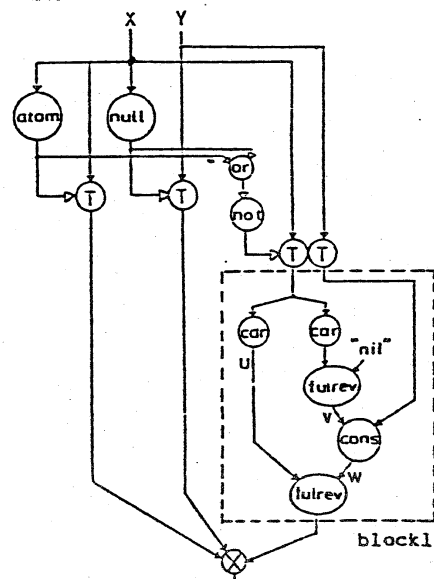 X Y
atom
null
or
T
T
not
T T
car
car
"nil"
U
fulrev
V
cons
W
fulrev
block1